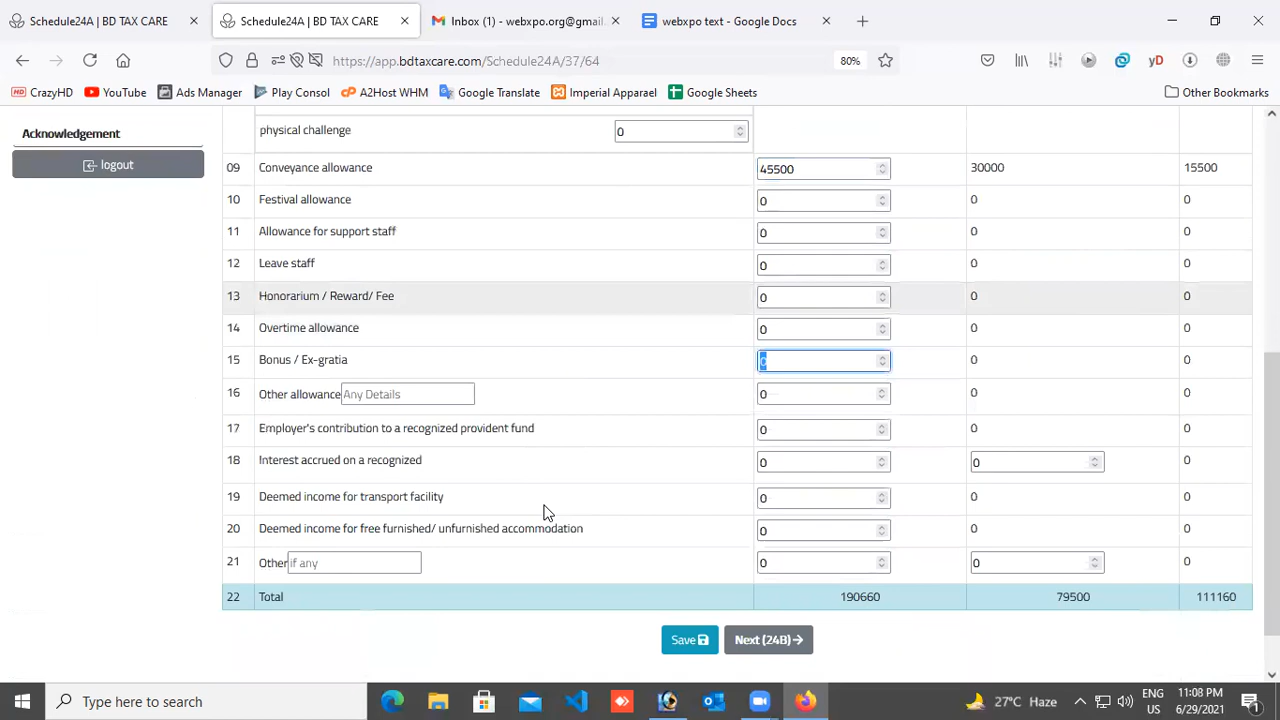 Schedule24A | BD TAX CARE
Schedule24A | BD TAX CARE
Inbox (1) - webxpo.org@gmail.
webxpo text - Google Docs
https://app.bdtaxcare.com/Schedule24A/37/64
80%
yD
HD CrazyHD
YouTube
Ads Manager
Play Consol
cP A2Host WHM
Google Translate
Imperial Apparael
Google Sheets
Other Bookmarks
Acknowledgement
logout
physical challenge 0
09 Conveyance allowance 45500 30000 15500
10 Festival allowance 0 0 0
11 Allowance for support staff 0 0 0
12 Leave staff 0 0 0
13 Honorarium / Reward/ Fee 0 0 0
14 Overtime allowance 0 0 0
15 Bonus / Ex-gratia 0 0 0
16 Other allowance Any Details 0 0 0
17 Employer's contribution to a recognized provident fund 0 0 0
18 Interest accrued on a recognized 0 0 0
19 Deemed income for transport facility 0 0 0
20 Deemed income for free furnished/ unfurnished accommodation 0 0 0
21 Other if any 0 0 0
22 Total 190660 79500 111160
Save
Next (24B)
Type here to search
27°C Haze
ENG
US
11:08 PM
6/29/2021
1